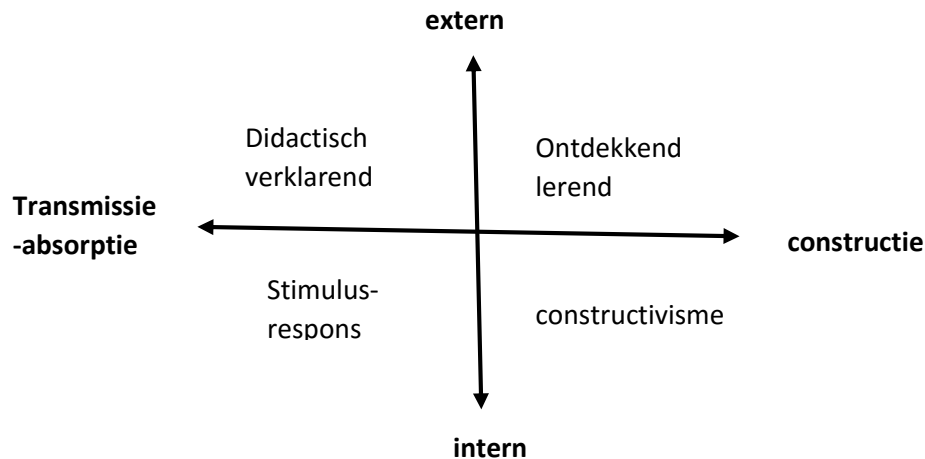 extern
Didactisch
verklarend
Ontdekkend
lerend
Transmissie
-absorptie
constructie
Stimulus-
respons
constructivisme
intern